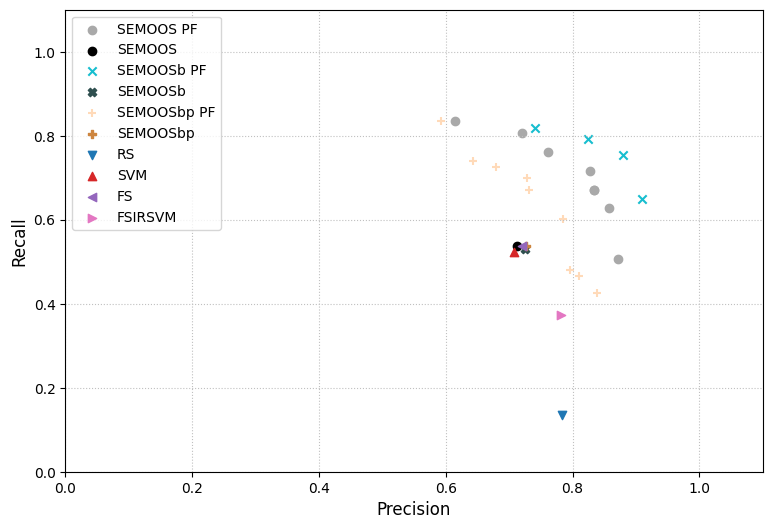 SEMOOS PF
SEMOOS
SEMOOSb PF
SEMOOSb
SEMOOSbp PF
SEMOOSbp
RS
SVM
FS
FSIRSVM
1.0
0.8
0.6
0.4
0.2
0.0
Recall
0.0 0.2 0.4 0.6 0.8 1.0
Precision